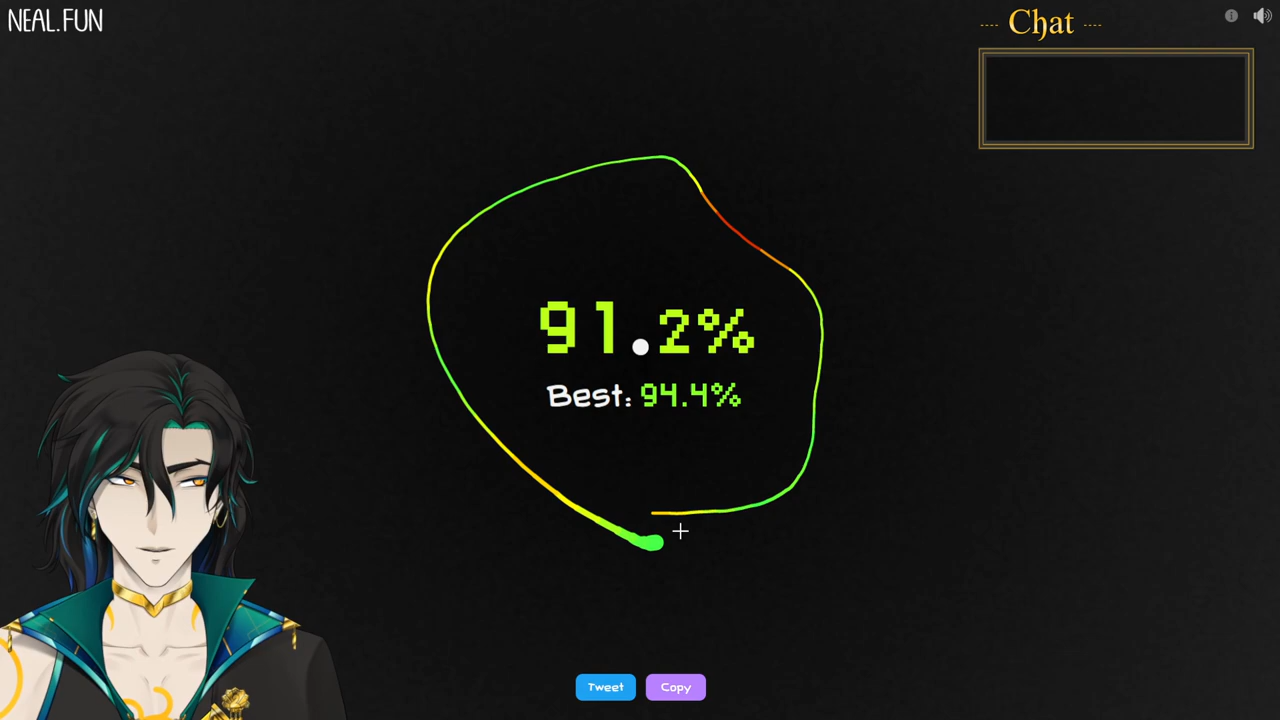 NEAL.FUN
---- Chat ----
91.2%
Best: 94.4%
Tweet
Copy